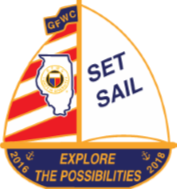 GFWC
SET
SAIL
2016 EXPLORE 2018
THE POSSIBILITIES